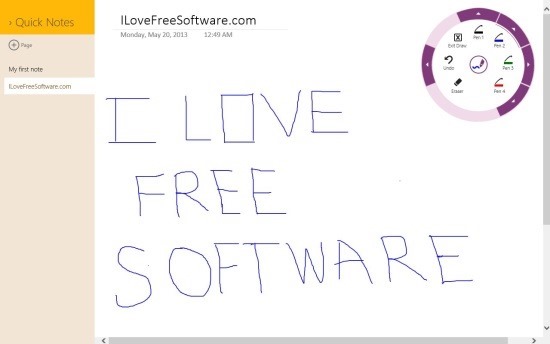 › Quick Notes
Page
My first note
ILoveFreeSoftware.com
ILoveFreeSoftware.com
Monday, May 20, 2013 12:49 AM
I LOVE
FREE
SOFTWARE
Pen 1
Exit Draw
Pen 2
Undo
Pen 3
Eraser
Pen 4